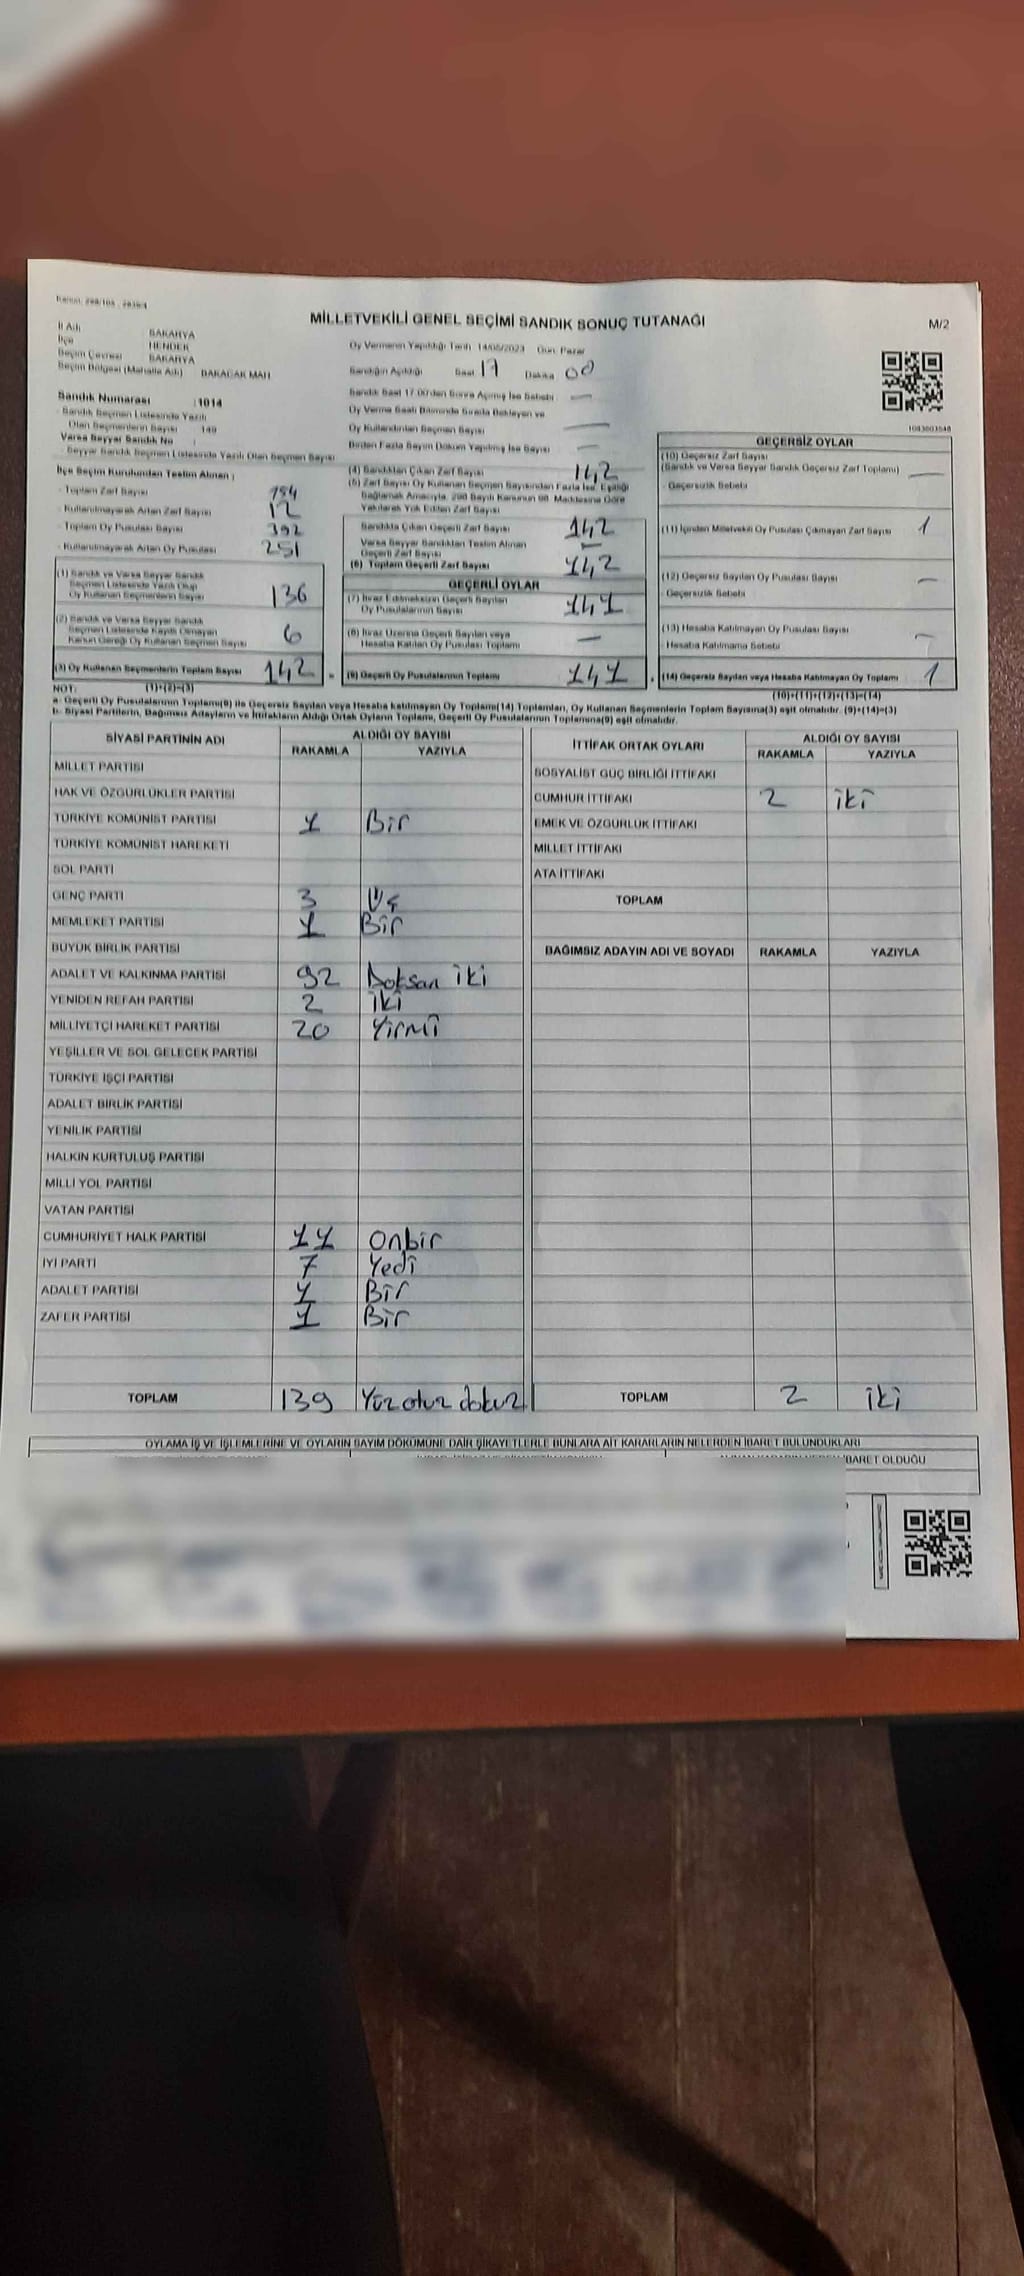 Kanun: 298/105 , 2839/4
MİLLETVEKİLİ GENEL SEÇİMİ SANDIK SONUÇ TUTANAĞI
M/2
İl Adı SAKARYA
İlçe HENDEK
Seçim Çevresi SAKARYA
Seçim Bölgesi (Mahalle Adı) BAKACAK MAH
Sandık Numarası :1014
- Sandık Seçmen Listesinde Yazılı
Olan Seçmenlerin Sayısı 149
Varsa Seyyar Sandık No :
- Seyyar Sandık Seçmen Listesinde Yazılı Olan Seçmen Sayısı
Oy Vermenin Yapıldığı Tarih 14/05/2023 Gün: Pazar
Sandığın Açıldığı Saat 17 Dakika 00
Sandık Saat 17.00'den Sonra Açılmış İse Sebebi —
Oy Verme Saati Bitiminde Sırada Bekleyen ve
Oy Kullandırılan Seçmen Sayısı —
Birden Fazla Sayım Döküm Yapılmış İse Sayısı —
1083603548
İlçe Seçim Kurulundan Teslim Alınan :
- Toplam Zarf Sayısı 154
- Kullanılmayarak Artan Zarf Sayısı 12
- Toplam Oy Pusulası Sayısı 392
- Kullanılmayarak Artan Oy Pusulası 251
(1) Sandık ve Varsa Seyyar Sandık
Seçmen Listesinde Yazılı Olup
Oy Kullanan Seçmenlerin Sayısı 136
(2) Sandık ve Varsa Seyyar Sandık
Seçmen Listesinde Kayıtlı Olmayan
Kanun Gereği Oy Kullanan Seçmen Sayısı 6
(3) Oy Kullanan Seçmenlerin Toplam Sayısı 142
(4) Sandıktan Çıkan Zarf Sayısı 142
(5) Zarf Sayısı Oy Kullanan Seçmen Sayısından Fazla İse, Eşitliği
Sağlamak Amacıyla, 298 Sayılı Kanunun 98. Maddesine Göre
Yakılarak Yok Edilen Zarf Sayısı
Sandıkta Çıkan Geçerli Zarf Sayısı 142
Varsa Seyyar Sandıktan Teslim Alınan
Geçerli Zarf Sayısı —
(6) Toplam Geçerli Zarf Sayısı 142
GEÇERLİ OYLAR
(7) İtiraz Edilmeksizin Geçerli Sayılan
Oy Pusulalarının Sayısı 141
(8) İtiraz Üzerine Geçerli Sayılan veya
Hesaba Katılan Oy Pusulası Toplamı —
(9) Geçerli Oy Pusulalarının Toplamı 141
GEÇERSİZ OYLAR
(10) Geçersiz Zarf Sayısı
(Sandık ve Varsa Seyyar Sandık Geçersiz Zarf Toplamı) —
- Geçersizlik Sebebi
(11) İçinden Milletvekili Oy Pusulası Çıkmayan Zarf Sayısı 1
(12) Geçersiz Sayılan Oy Pusulası Sayısı —
- Geçersizlik Sebebi
(13) Hesaba Katılmayan Oy Pusulası Sayısı —
- Hesaba Katılmama Sebebi
(14) Geçersiz Sayılan veya Hesaba Katılmayan Oy Toplamı 1
NOT: (1)+(2)=(3) (10)+(11)+(12)+(13)=(14)
a- Geçerli Oy Pusulalarının Toplamı(9) ile Geçersiz Sayılan veya Hesaba katılmayan Oy Toplamı(14) Toplamları, Oy Kullanan Seçmenlerin Toplam Sayısına(3) eşit olmalıdır. (9)+(14)=(3)
b- Siyasi Partilerin, Bağımsız Adayların ve İttifakların Aldığı Ortak Oyların Toplamı, Geçerli Oy Pusulalarının Toplamına(9) eşit olmalıdır.
SİYASİ PARTİNİN ADI ALDIĞI OY SAYISI
RAKAMLA YAZIYLA
MİLLET PARTİSİ
HAK VE ÖZGÜRLÜKLER PARTİSİ
TÜRKİYE KOMÜNİST PARTİSİ 1 Bir
TÜRKİYE KOMÜNİST HAREKETİ
SOL PARTİ
GENÇ PARTİ 3 Üç
MEMLEKET PARTİSİ 1 Bir
BÜYÜK BİRLİK PARTİSİ
ADALET VE KALKINMA PARTİSİ 92 Doksan iki
YENİDEN REFAH PARTİSİ 2 iki
MİLLİYETÇİ HAREKET PARTİSİ 20 Yirmi
YEŞİLLER VE SOL GELECEK PARTİSİ
TÜRKİYE İŞÇİ PARTİSİ
ADALET BİRLİK PARTİSİ
YENİLİK PARTİSİ
HALKIN KURTULUŞ PARTİSİ
MİLLİ YOL PARTİSİ
VATAN PARTİSİ
CUMHURİYET HALK PARTİSİ 11 Onbir
İYİ PARTİ 7 Yedi
ADALET PARTİSİ 1 Bir
ZAFER PARTİSİ 1 Bir
TOPLAM 139 Yüz otuz dokuz
İTTİFAK ORTAK OYLARI ALDIĞI OY SAYISI
RAKAMLA YAZIYLA
SOSYALİST GÜÇ BİRLİĞİ İTTİFAKI
CUMHUR İTTİFAKI 2 iki
EMEK VE ÖZGÜRLÜK İTTİFAKI
MİLLET İTTİFAKI
ATA İTTİFAKI
TOPLAM
BAĞIMSIZ ADAYIN ADI VE SOYADI RAKAMLA YAZIYLA
TOPLAM 2 iki
OYLAMA İŞ VE İŞLEMLERİNE VE OYLARIN SAYIM DÖKÜMÜNE DAİR ŞİKAYETLERLE BUNLARA AİT KARARLARIN NELERDEN İBARET BULUNDUKLARI
İBARET OLDUĞU